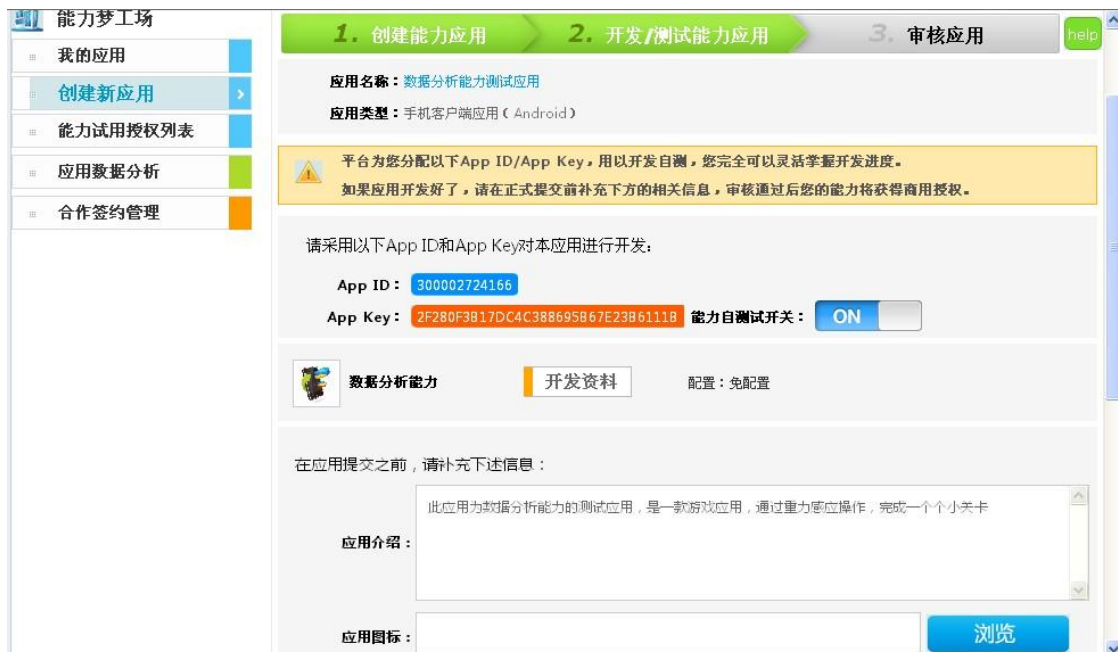 能力梦工场
我的应用
创建新应用
能力试用授权列表
应用数据分析
合作签约管理
1. 创建能力应用
2. 开发/测试能力应用
3. 审核应用
help
应用名称：数据分析能力测试应用
应用类型：手机客户端应用（Android）
平台为您分配以下App ID/App Key，用以开发自测，您完全可以灵活掌握开发进度。
如果应用开发好了，请在正式提交前补充下方的相关信息，审核通过后您的能力将获得商用授权。
请采用以下App ID和App Key对本应用进行开发：
App ID： 300002724166
App Key： 2F280F3B17DC4C388695B67E23B6111B 能力自测试开关： ON
数据分析能力 开发资料 配置：免配置
在应用提交之前，请补充下述信息：
此应用为数据分析能力的测试应用，是一款游戏应用，通过重力感应操作，完成一个个小关卡
应用介绍：
应用图标： 浏览